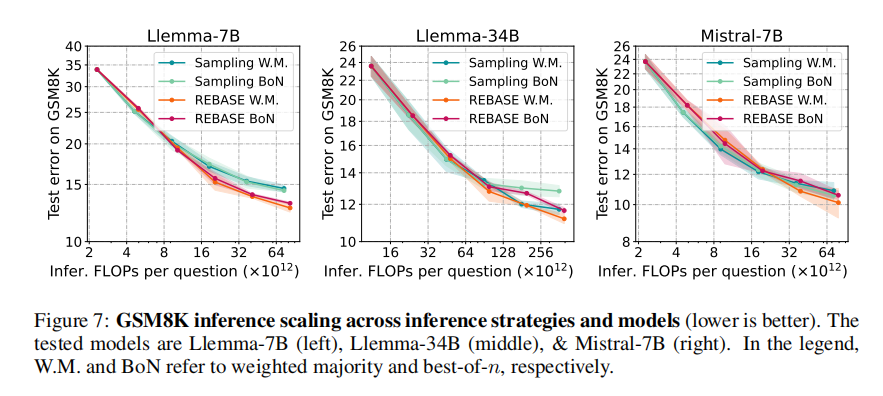 Llemma-7B
Test error on GSM8K
40
35
30
25
20
15
10
Sampling W.M.
Sampling BoN
REBASE W.M.
REBASE BoN
2 4 8 16 32 64
Infer. FLOPs per question (×10¹²)
Llemma-34B
Test error on GSM8K
26
24
22
20
18
16
14
12
10
Sampling W.M.
Sampling BoN
REBASE W.M.
REBASE BoN
16 32 64 128 256
Infer. FLOPs per question (×10¹²)
Mistral-7B
Test error on GSM8K
26
24
22
20
18
16
14
12
10
8
Sampling W.M.
Sampling BoN
REBASE W.M.
REBASE BoN
2 4 8 16 32 64
Infer. FLOPs per question (×10¹²)
Figure 7: GSM8K inference scaling across inference strategies and models (lower is better). The
tested models are Llemma-7B (left), Llemma-34B (middle), & Mistral-7B (right). In the legend,
W.M. and BoN refer to weighted majority and best-of-n, respectively.